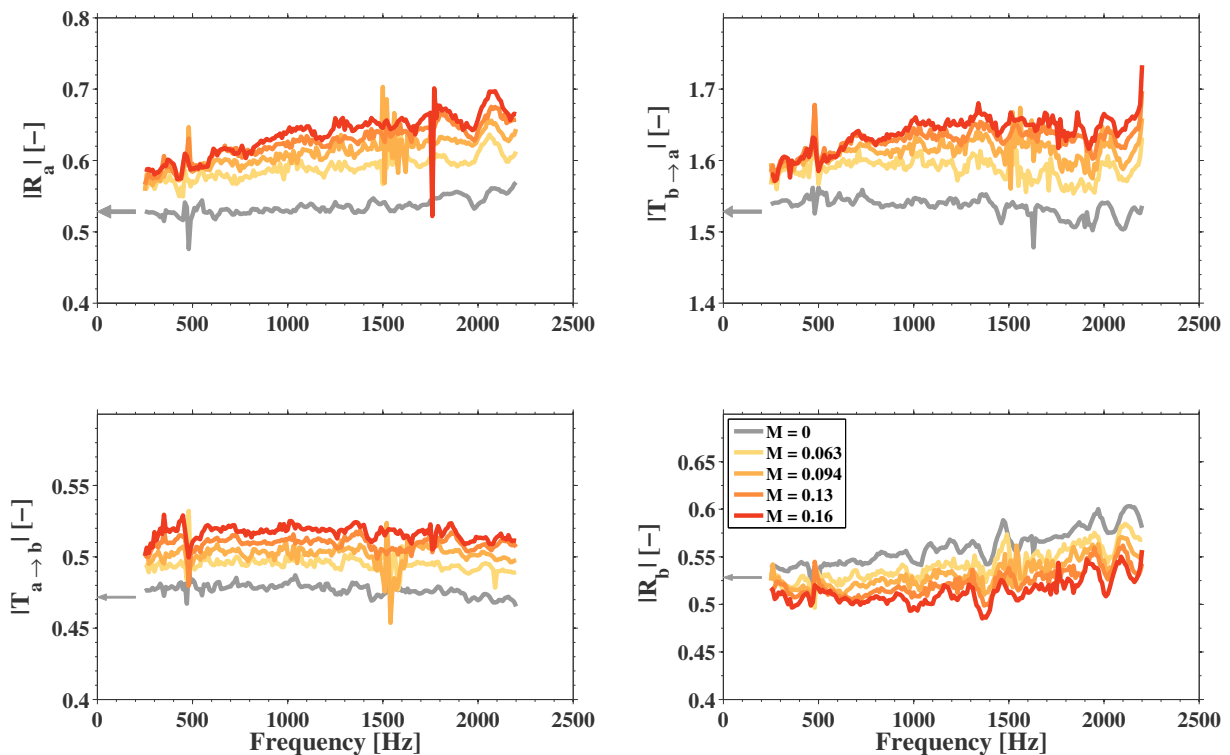 0.8
0.7
0.6
0.5
0.4
|R_a| [−]
0 500 1000 1500 2000 2500
1.7
1.6
1.5
1.4
|T_{b→a}| [−]
0 500 1000 1500 2000 2500
0.55
0.5
0.45
0.4
|T_{a→b}| [−]
0 500 1000 1500 2000 2500
Frequency [Hz]
0.65
0.6
0.55
0.5
0.45
0.4
|R_b| [−]
M = 0
M = 0.063
M = 0.094
M = 0.13
M = 0.16
0 500 1000 1500 2000 2500
Frequency [Hz]